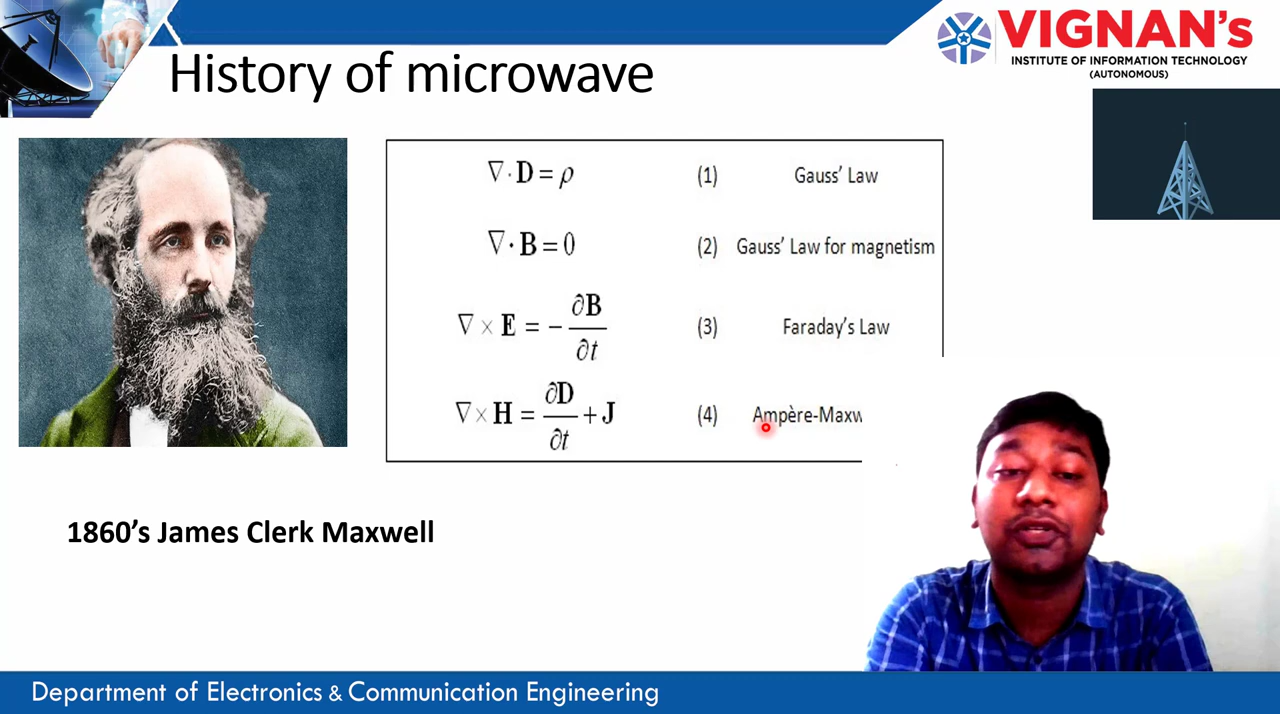 VIGNAN's
INSTITUTE OF INFORMATION TECHNOLOGY
(AUTONOMOUS)
History of microwave
∇·D = ρ (1) Gauss' Law
∇·B = 0 (2) Gauss' Law for magnetism
∇ × E = − ∂B/∂t (3) Faraday's Law
∇ × H = ∂D/∂t + J (4) Ampère-Maxw
1860's James Clerk Maxwell
Department of Electronics & Communication Engineering